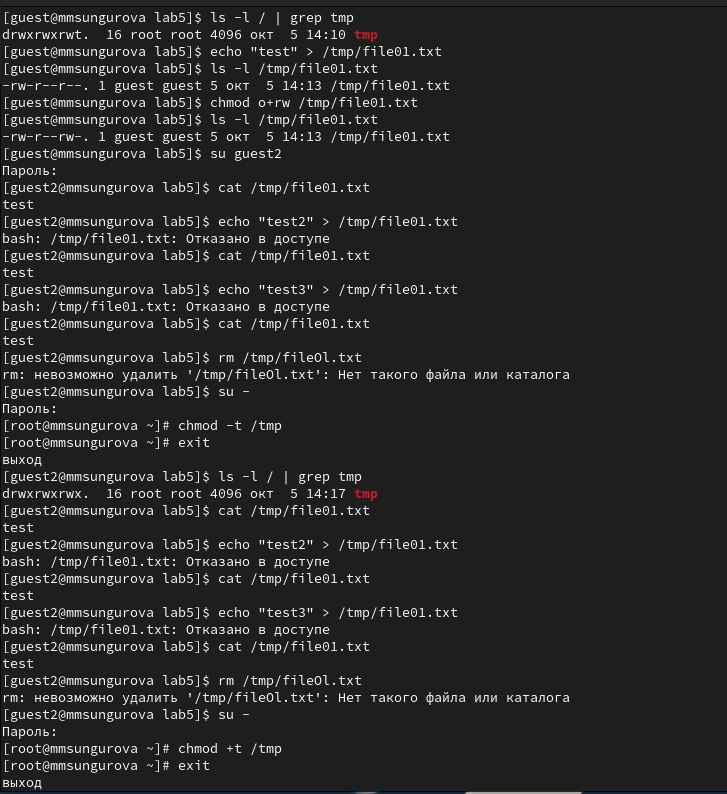 [guest@mmsungurova lab5]$ ls -l / | grep tmp
drwxrwxrwt.  16 root root 4096 окт  5 14:10 tmp
[guest@mmsungurova lab5]$ echo "test" > /tmp/file01.txt
[guest@mmsungurova lab5]$ ls -l /tmp/file01.txt
-rw-r--r--. 1 guest guest 5 окт  5 14:13 /tmp/file01.txt
[guest@mmsungurova lab5]$ chmod o+rw /tmp/file01.txt
[guest@mmsungurova lab5]$ ls -l /tmp/file01.txt
-rw-r--rw-. 1 guest guest 5 окт  5 14:13 /tmp/file01.txt
[guest@mmsungurova lab5]$ su guest2
Пароль:
[guest2@mmsungurova lab5]$ cat /tmp/file01.txt
test
[guest2@mmsungurova lab5]$ echo "test2" > /tmp/file01.txt
bash: /tmp/file01.txt: Отказано в доступе
[guest2@mmsungurova lab5]$ cat /tmp/file01.txt
test
[guest2@mmsungurova lab5]$ echo "test3" > /tmp/file01.txt
bash: /tmp/file01.txt: Отказано в доступе
[guest2@mmsungurova lab5]$ cat /tmp/file01.txt
test
[guest2@mmsungurova lab5]$ rm /tmp/fileOl.txt
rm: невозможно удалить '/tmp/fileOl.txt': Нет такого файла или каталога
[guest2@mmsungurova lab5]$ su -
Пароль:
[root@mmsungurova ~]# chmod -t /tmp
[root@mmsungurova ~]# exit
выход
[guest2@mmsungurova lab5]$ ls -l / | grep tmp
drwxrwxrwx.  16 root root 4096 окт  5 14:17 tmp
[guest2@mmsungurova lab5]$ cat /tmp/file01.txt
test
[guest2@mmsungurova lab5]$ echo "test2" > /tmp/file01.txt
bash: /tmp/file01.txt: Отказано в доступе
[guest2@mmsungurova lab5]$ cat /tmp/file01.txt
test
[guest2@mmsungurova lab5]$ echo "test3" > /tmp/file01.txt
bash: /tmp/file01.txt: Отказано в доступе
[guest2@mmsungurova lab5]$ cat /tmp/file01.txt
test
[guest2@mmsungurova lab5]$ rm /tmp/fileOl.txt
rm: невозможно удалить '/tmp/fileOl.txt': Нет такого файла или каталога
[guest2@mmsungurova lab5]$ su -
Пароль:
[root@mmsungurova ~]# chmod +t /tmp
[root@mmsungurova ~]# exit
выход